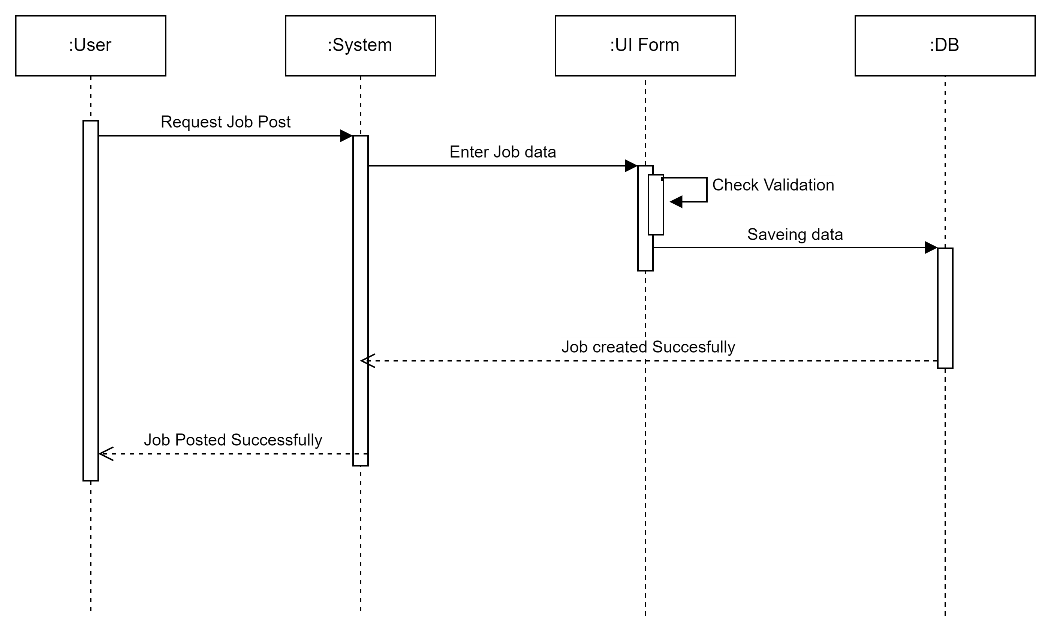 :User
:System
:UI Form
:DB
Request Job Post
Enter Job data
Check Validation
Saveing data
Job created Succesfully
Job Posted Successfully